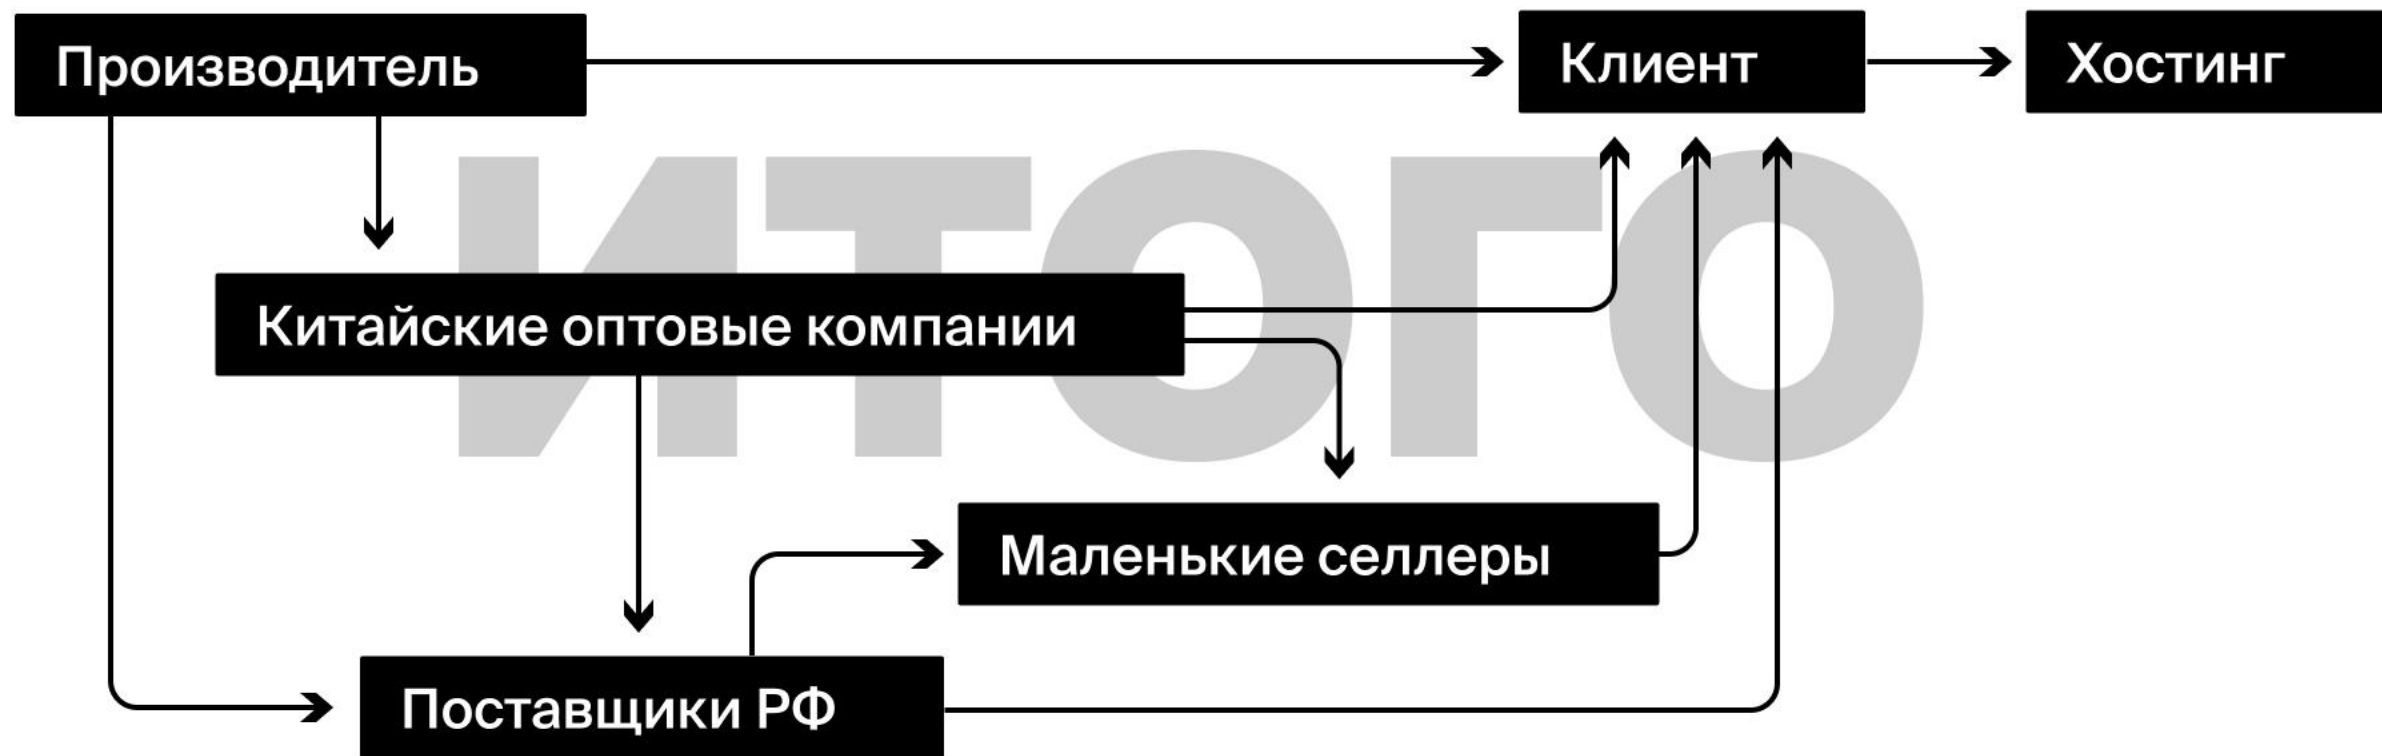 Производитель
Клиент
Хостинг
ИТОГО
Китайские оптовые компании
Маленькие селлеры
Поставщики РФ